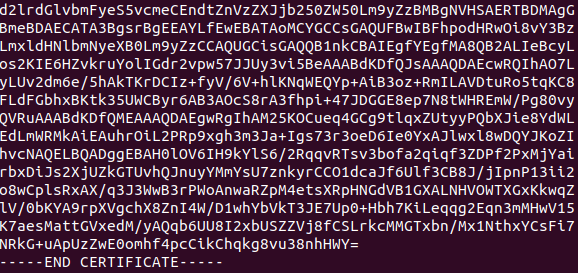 d2lrdGlvbmFyeS5vcmcCEndtZnVzZXJjb250ZW50Lm9yZzBMBgNVHSAERTBDMAgG
BmeBDAECATA3BgsrBgEEAYLfEwEBATAoMCYGCCsGAQUFBwIBFhpodHRwOi8vY3Bz
LmxldHNlbmNyeXB0Lm9yZzCCAQUGCisGAQQB1nkCBAIEgfYEgfMA8QB2ALIeBcyL
os2KIE6HZvkruYolIGdr2vpw57JJUy3vi5BeAAABdKDfQJsAAAQDAEcwRQIhAO7L
yLUv2dm6e/5hAkTKrDCIz+fyV/6V+hlKNqWEQYp+AiB3oz+RmILAVDtuRo5tqKC8
FLdFGbhxBKtk35UWCByr6AB3AOcS8rA3fhpi+47JDGGE8ep7N8tWHREmW/Pg80vy
QVRuAAABdKDfQMEAAAQDAEgwRgIhAM25KOCueq4GCg9tlqxZUtyyPQbXJie8YdWL
EdLmWRMkAiEAuhrOiL2PRp9xgh3m3Ja+Igs73r3oeD6Ie0YxAJlwxl8wDQYJKoZI
hvcNAQELBQADggEBAH0lOV6IH9kYlS6/2RqqvRTsv3bofa2qiqf3ZDPf2PxMjYai
rbxDiJs2XjUZkGTUvhQJnuyYMmYsU7znkyrCCO1dcaJf6Ulf3CB8J/jIpnP13ii2
o8wCplsRxAX/q3J3WwB3rPWoAnwaRZpM4etsXRpHNGdVB1GXALNHVOWTXGxKkwqZ
lV/0bKYA9rpXVgchX8ZnI4W/D1whYbVkT3JE7Up0+Hbh7KiLeqqg2Eqn3mMHwV15
K7aesMattGVxedM/yAQqb6UU8I2xbUSZZVj8fCSLrkcMMGTxbn/Mx1NthxYCsFi7
NRkG+uApUzZwE0omhf4pcCikChqkg8vu38nhHWY=
-----END CERTIFICATE-----